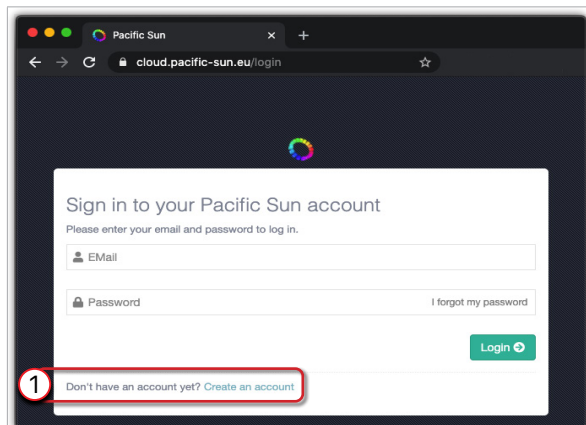 Pacific Sun
cloud.pacific-sun.eu/login
Sign in to your Pacific Sun account
Please enter your email and password to log in.
EMail
Password I forgot my password
Login
1 Don't have an account yet? Create an account